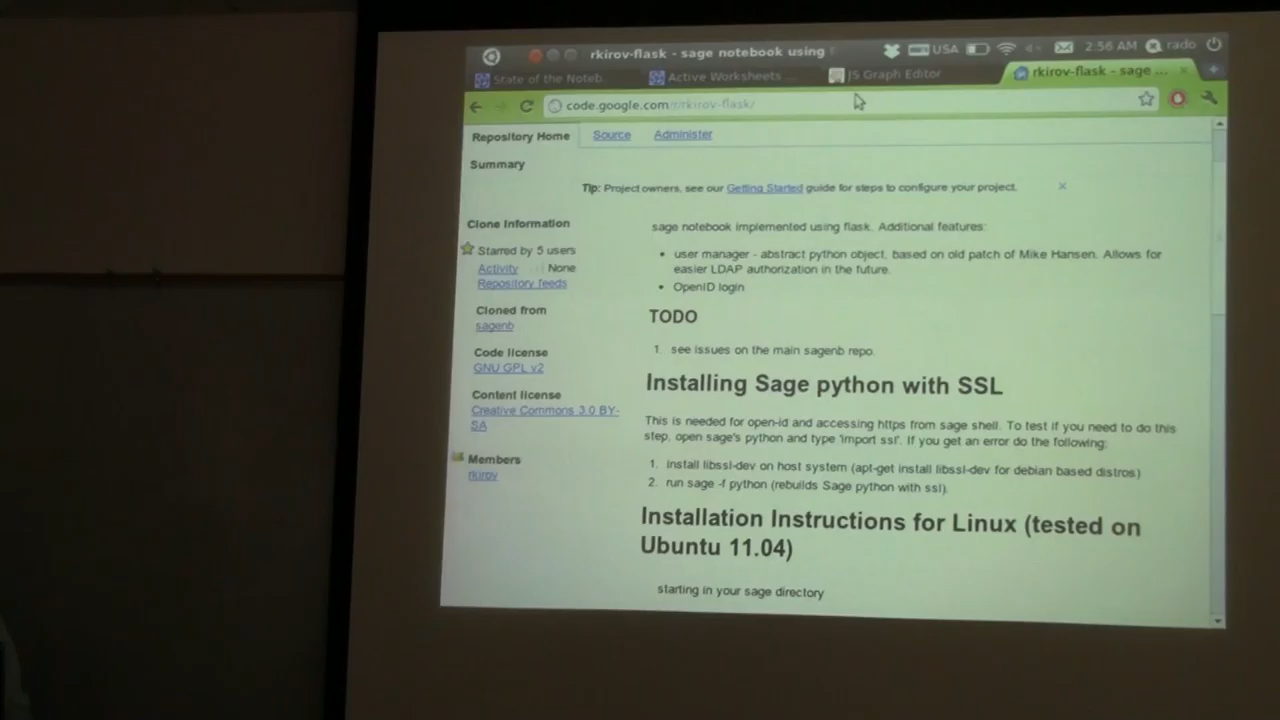 rkirov-flask - sage notebook using
USA
2:56 AM
rado
State of the Noteb
Active Worksheets ...
JS Graph Editor
rkirov-flask - sage ...
code.google.com/r/rkirov-flask/
Repository Home
Source
Administer
Summary
Tip: Project owners, see our Getting Started guide for steps to configure your project.
Clone Information
Starred by 5 users
Activity
None
Repository feeds
Cloned from
sagenb
Code license
GNU GPL v2
Content license
Creative Commons 3.0 BY-
SA
Members
rkirov
sage notebook implemented using flask. Additional features:
• user manager - abstract python object, based on old patch of Mike Hansen. Allows for
easier LDAP authorization in the future.
• OpenID login
TODO
1. see issues on the main sagenb repo.
Installing Sage python with SSL
This is needed for open-id and accessing https from sage shell. To test if you need to do this
step, open sage's python and type 'import ssl'. If you get an error do the following:
1. install libssl-dev on host system (apt-get install libssl-dev for debian based distros)
2. run sage -f python (rebuilds Sage python with ssl).
Installation Instructions for Linux (tested on
Ubuntu 11.04)
starting in your sage directory